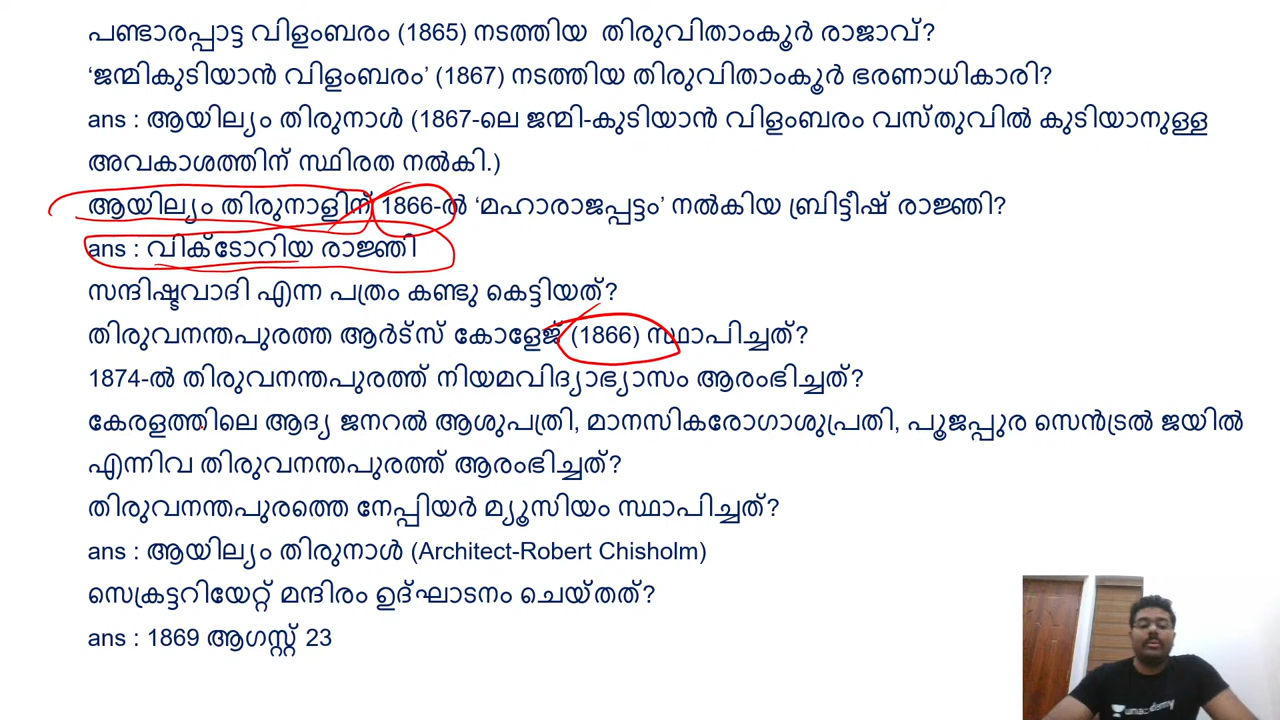 പണ്ടാരപ്പാട്ട വിളംബരം (1865) നടത്തിയ തിരുവിതാംകൂർ രാജാവ്?
‘ജന്മികുടിയാൻ വിളംബരം’ (1867) നടത്തിയ തിരുവിതാംകൂർ ഭരണാധികാരി?
ans : ആയില്യം തിരുനാൾ (1867-ലെ ജന്മി-കുടിയാൻ വിളംബരം വസ്തുവിൽ കുടിയാനുള്ള
അവകാശത്തിന് സ്ഥിരത നൽകി.)
ആയില്യം തിരുനാളിന് 1866-ൽ ‘മഹാരാജപ്പട്ടം’ നൽകിയ ബ്രിട്ടീഷ് രാജ്ഞി?
ans : വിക്ടോറിയ രാജ്ഞി
സന്ദിഷ്ടവാദി എന്ന പത്രം കണ്ടു കെട്ടിയത്?
തിരുവനന്തപുരത്ത ആർട്സ് കോളേജ് (1866) സ്ഥാപിച്ചത്?
1874-ൽ തിരുവനന്തപുരത്ത് നിയമവിദ്യാഭ്യാസം ആരംഭിച്ചത്?
കേരളത്തിലെ ആദ്യ ജനറൽ ആശുപത്രി, മാനസികരോഗാശുപ്രതി, പൂജപ്പുര സെൻട്രൽ ജയിൽ
എന്നിവ തിരുവനന്തപുരത്ത് ആരംഭിച്ചത്?
തിരുവനന്തപുരത്തെ നേപ്പിയർ മ്യൂസിയം സ്ഥാപിച്ചത്?
ans : ആയില്യം തിരുനാൾ (Architect-Robert Chisholm)
സെക്രട്ടറിയേറ്റ് മന്ദിരം ഉദ്ഘാടനം ചെയ്തത്?
ans : 1869 ആഗസ്റ്റ് 23
unacademy